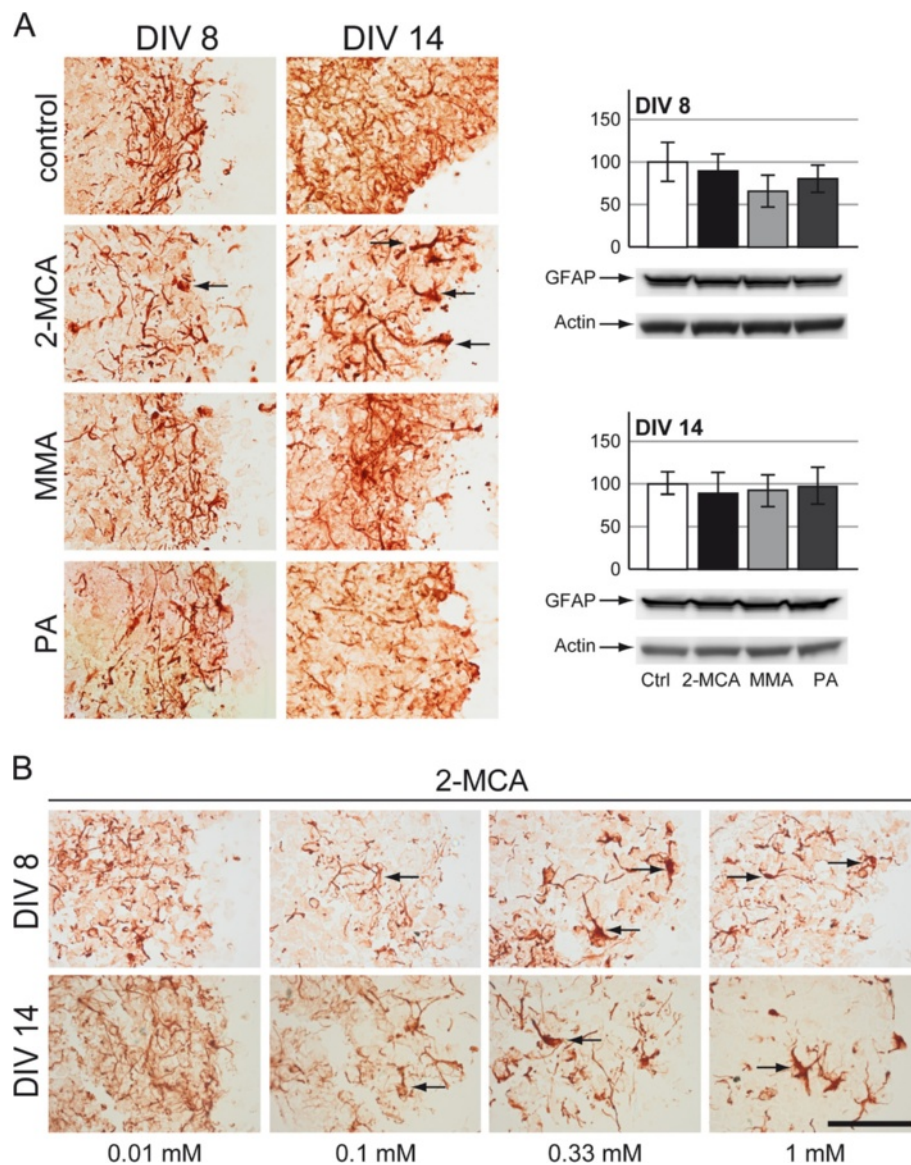 A
DIV 8 DIV 14
control
2-MCA
MMA
PA
DIV 8
150
100
50
0
GFAP
Actin
DIV 14
150
100
50
0
GFAP
Actin
Ctrl 2-MCA MMA PA
B
2-MCA
DIV 8
DIV 14
0.01 mM 0.1 mM 0.33 mM 1 mM